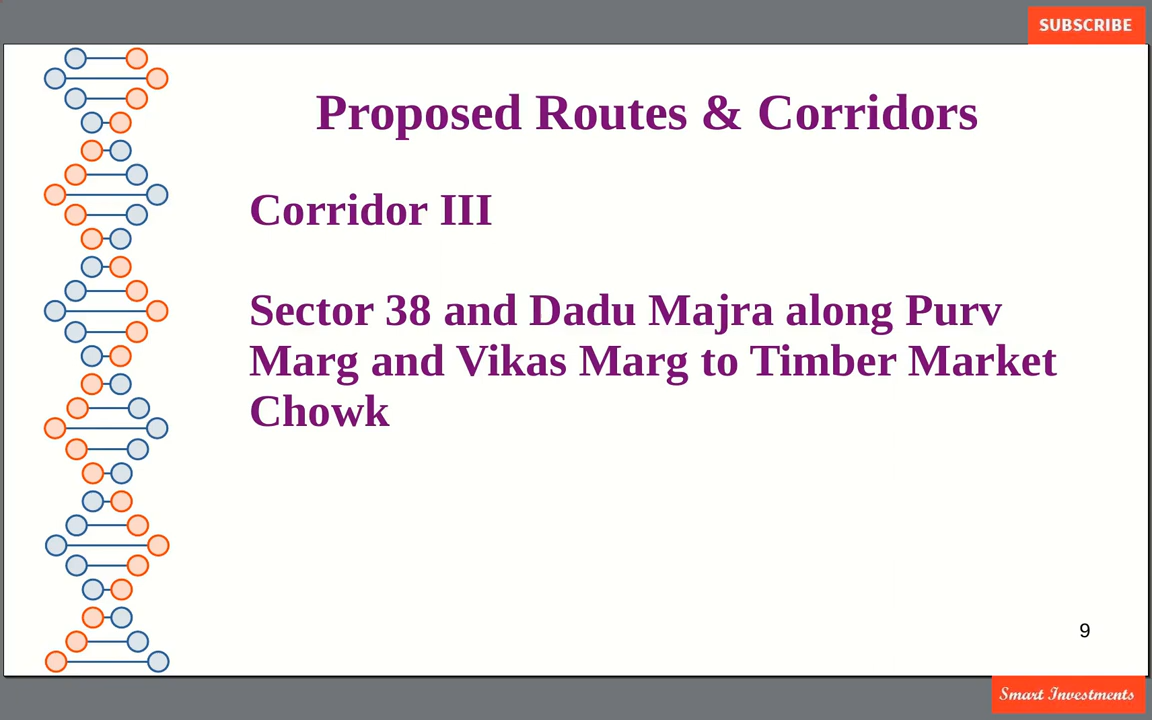 SUBSCRIBE
Proposed Routes & Corridors
Corridor III
Sector 38 and Dadu Majra along Purv
Marg and Vikas Marg to Timber Market
Chowk
9
Smart Investments